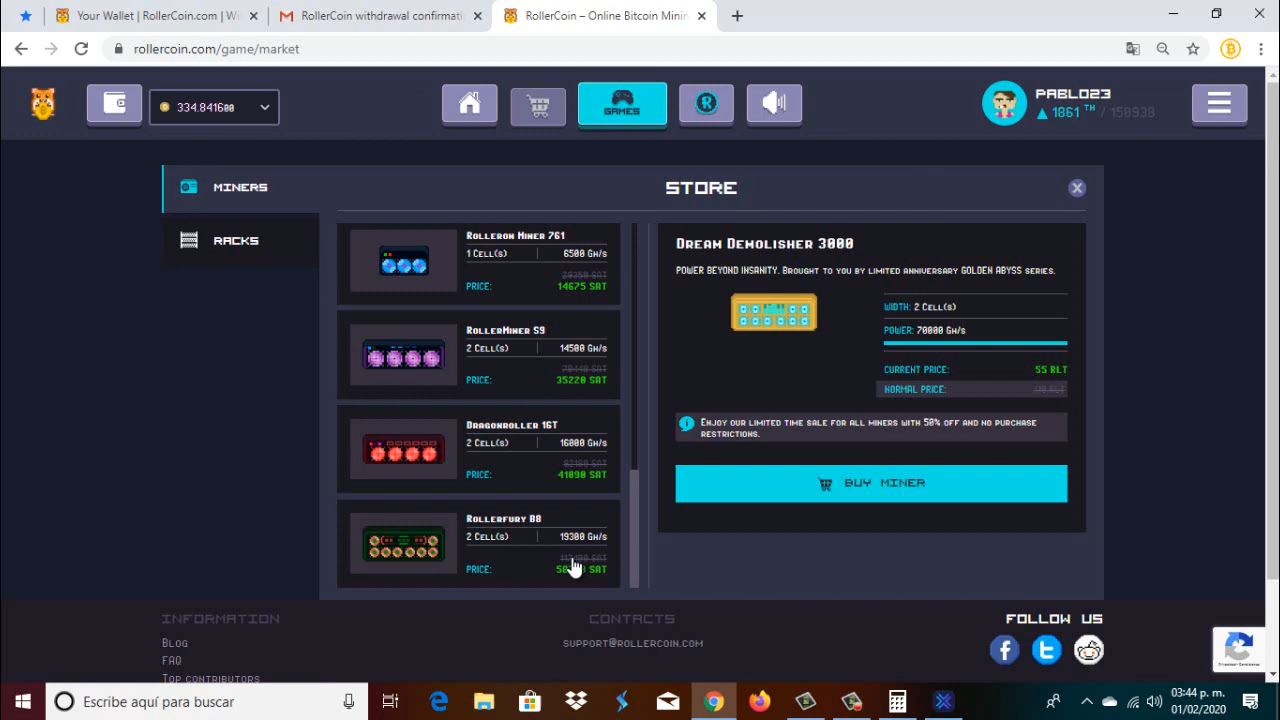 Your Wallet | RollerCoin.com | W
RollerCoin withdrawal confirmati
RollerCoin – Online Bitcoin Minin
rollercoin.com/game/market
334.841600
GAMES
PABLO23
1861 TH / 150938
MINERS
RACKS
STORE
ROLLERON MINER 761
1 CELL(S) 6500 GH/S
PRICE: 14675 SAT
ROLLERMINER S9
2 CELL(S) 14500 GH/S
PRICE: 35220 SAT
DRAGONROLLER 16T
2 CELL(S) 16000 GH/S
PRICE: 41090 SAT
ROLLERFURY B8
2 CELL(S) 19300 GH/S
PRICE: SAT
DREAM DEMOLISHER 3000
POWER BEYOND INSANITY. BROUGHT TO YOU BY LIMITED ANNIVERSARY GOLDEN ABYSS SERIES.
WIDTH: 2 CELL(S)
POWER: 70000 GH/S
CURRENT PRICE: 55 RLT
NORMAL PRICE:
ENJOY OUR LIMITED TIME SALE FOR ALL MINERS WITH 50% OFF AND NO PURCHASE
RESTRICTIONS.
BUY MINER
INFORMATION
BLOG
FAQ
TOP CONTRIBUTORS
CONTACTS
SUPPORT@ROLLERCOIN.COM
FOLLOW US
Escribe aquí para buscar
03:44 p. m.
01/02/2020